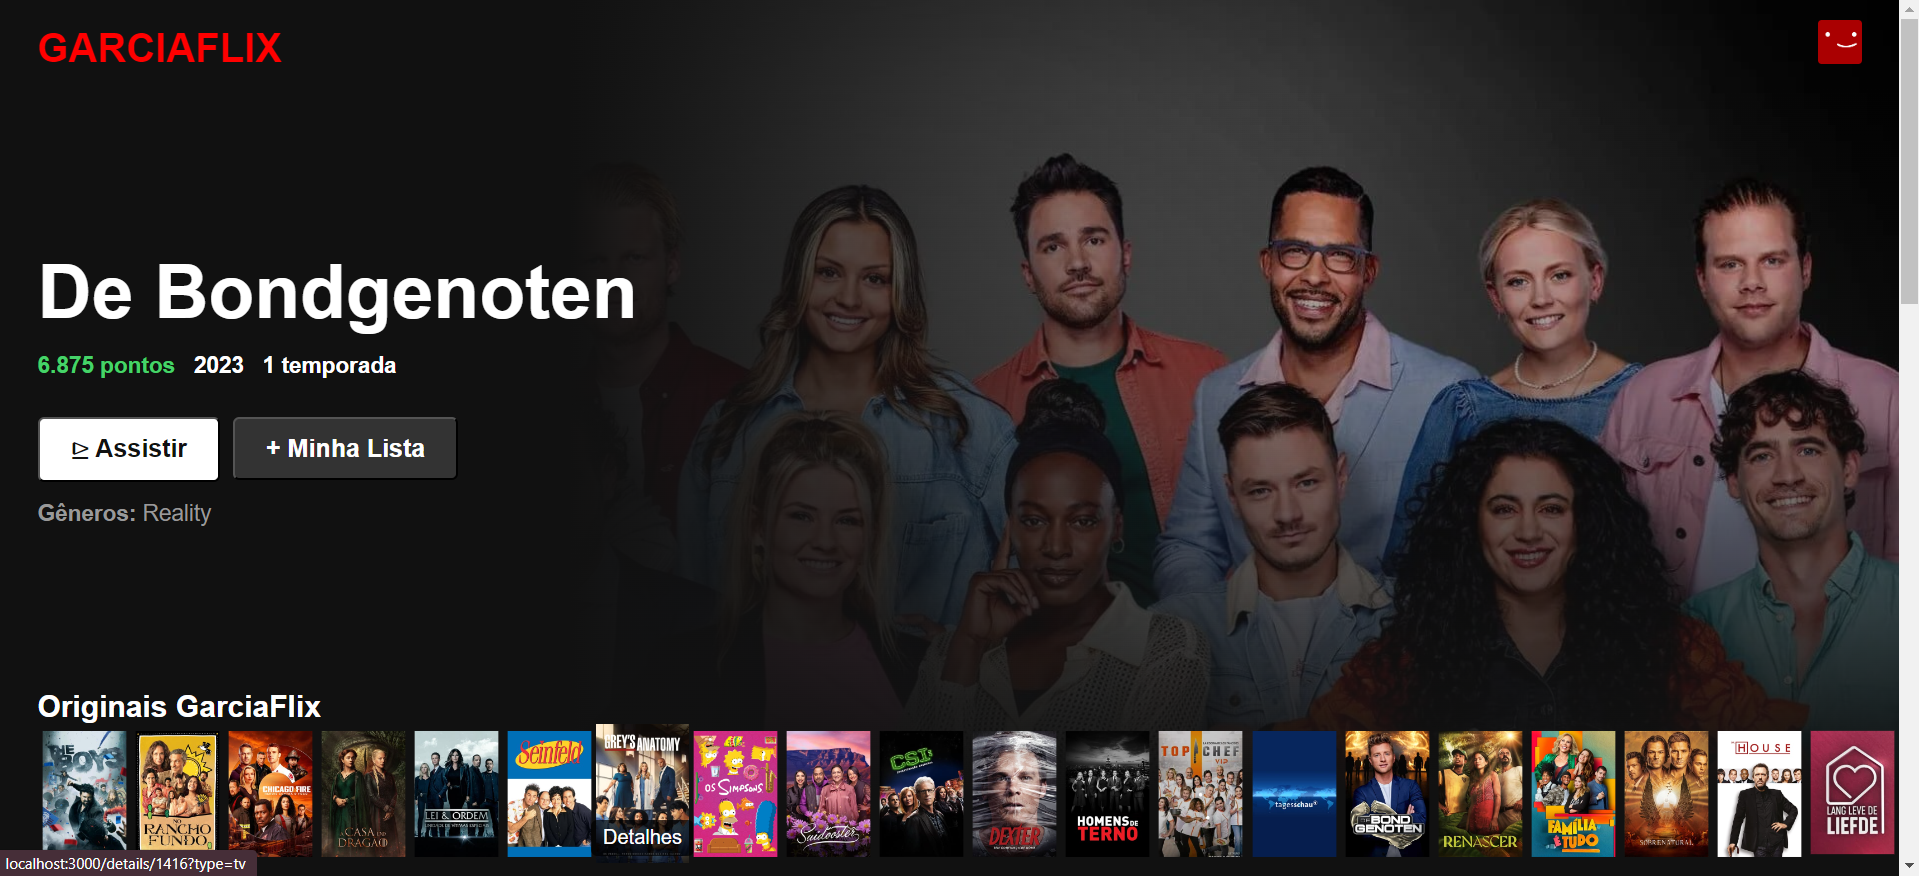 GARCIAFLIX
De Bondgenoten
6.875 pontos 2023 1 temporada
Assistir
+ Minha Lista
Gêneros: Reality
Originais GarciaFlix
THE BOYS
NO RANCHO FUNDO
CHICAGO FIRE
A CASA DO DRAGÃO
LEI & ORDEM
Seinfeld
GREY'S ANATOMY
Detalhes
OS SIMPSONS
Suidooster
CSI:
DEXTER
HOMENS DE TERNO
TOP CHEF
VIP
tagesschau
BOND GENOTEN
RENASCER
FAMÍLIA É TUDO
SOBRENATURAL
HOUSE
LANG LEVE DE LIEFDE
localhost:3000/details/1416?type=tv